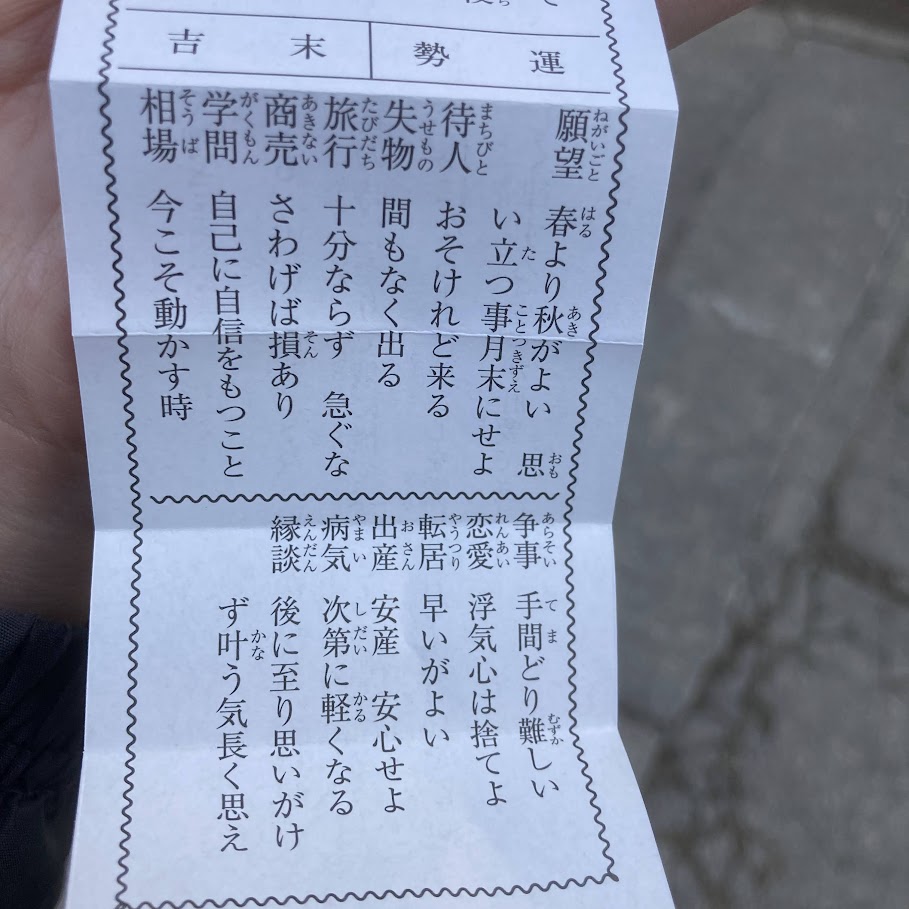 運勢 末吉
願望 春より秋がよい 思
い立つ事月末にせよ
待人 おそけれど来る
失物 間もなく出る
旅行 十分ならず 急ぐな
商売 さわげば損あり
学問 自己に自信をもつこと
相場 今こそ動かす時
争事 手間どり難しい
恋愛 浮気心は捨てよ
転居 早いがよい
出産 安産 安心せよ
病気 次第に軽くなる
縁談 後に至り思いがけ
ず叶う気長く思え